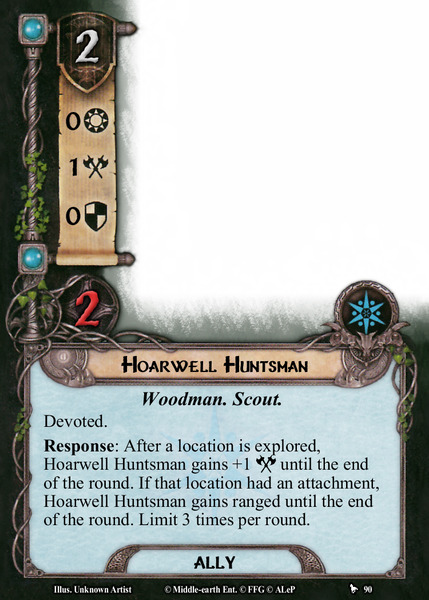 2
0
1
0
2
Hoarwell Huntsman
Woodman. Scout.
Devoted.
Response: After a location is explored,
Hoarwell Huntsman gains +1 until the end
of the round. If that location had an attachment,
Hoarwell Huntsman gains ranged until the end
of the round. Limit 3 times per round.
ALLY
Illus. Unknown Artist © Middle-earth Ent. © FFG © ALeP 90